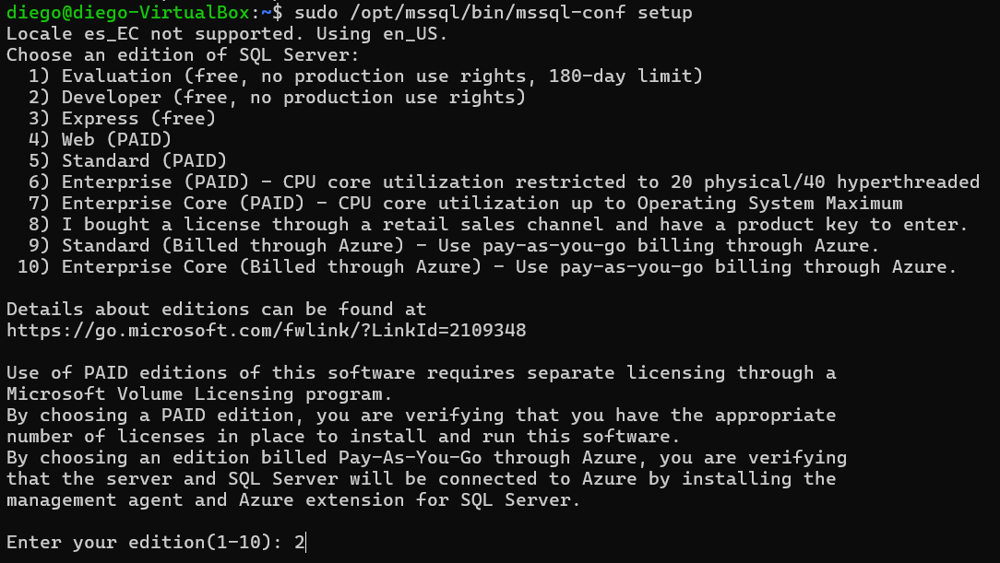 diego@diego-VirtualBox:~$ sudo /opt/mssql/bin/mssql-conf setup
Locale es_EC not supported. Using en_US.
Choose an edition of SQL Server:
  1) Evaluation (free, no production use rights, 180-day limit)
  2) Developer (free, no production use rights)
  3) Express (free)
  4) Web (PAID)
  5) Standard (PAID)
  6) Enterprise (PAID) - CPU core utilization restricted to 20 physical/40 hyperthreaded
  7) Enterprise Core (PAID) - CPU core utilization up to Operating System Maximum
  8) I bought a license through a retail sales channel and have a product key to enter.
  9) Standard (Billed through Azure) - Use pay-as-you-go billing through Azure.
 10) Enterprise Core (Billed through Azure) - Use pay-as-you-go billing through Azure.

Details about editions can be found at
https://go.microsoft.com/fwlink/?LinkId=2109348

Use of PAID editions of this software requires separate licensing through a
Microsoft Volume Licensing program.
By choosing a PAID edition, you are verifying that you have the appropriate
number of licenses in place to install and run this software.
By choosing an edition billed Pay-As-You-Go through Azure, you are verifying
that the server and SQL Server will be connected to Azure by installing the
management agent and Azure extension for SQL Server.

Enter your edition(1-10): 2